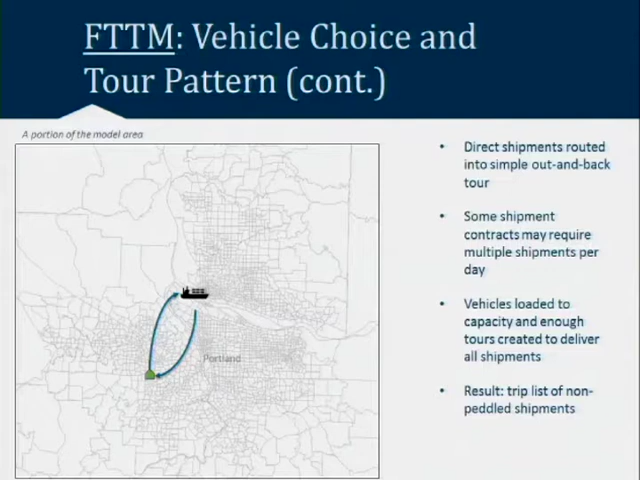 FTTM: Vehicle Choice and
Tour Pattern (cont.)
A portion of the model area
Portland
• Direct shipments routed
into simple out-and-back
tour
• Some shipment
contracts may require
multiple shipments per
day
• Vehicles loaded to
capacity and enough
tours created to deliver
all shipments
• Result: trip list of non-
peddled shipments